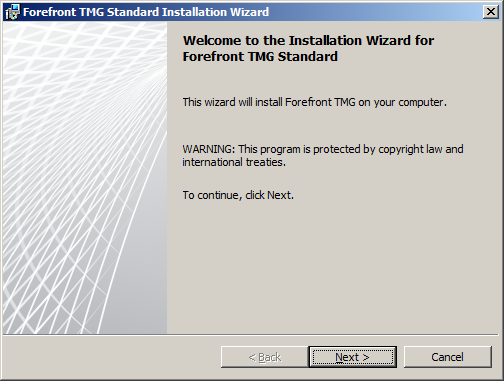 Forefront TMG Standard Installation Wizard
Welcome to the Installation Wizard for
Forefront TMG Standard
This wizard will install Forefront TMG on your computer.
WARNING: This program is protected by copyright law and
international treaties.
To continue, click Next.
< Back
Next >
Cancel